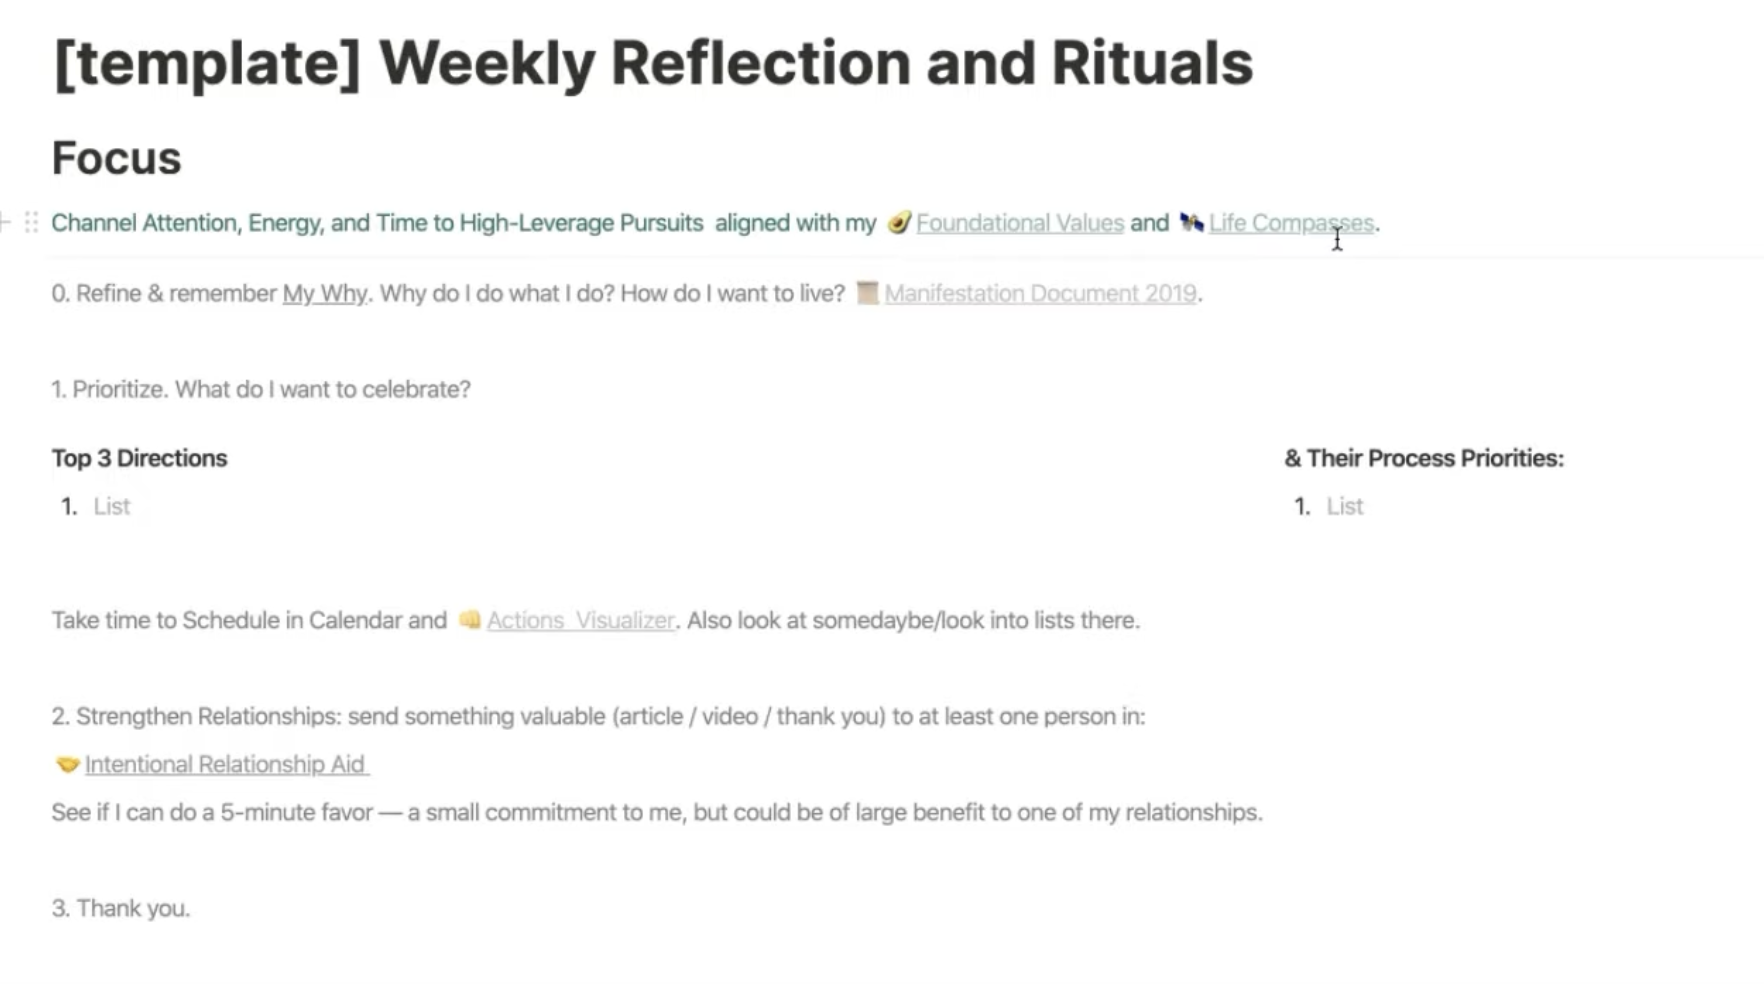 [template] Weekly Reflection and Rituals
Focus
Channel Attention, Energy, and Time to High-Leverage Pursuits aligned with my 🥑 Foundational Values and 🛰 Life Compasses.
0. Refine & remember My Why. Why do I do what I do? How do I want to live? 📜 Manifestation Document 2019.
1. Prioritize. What do I want to celebrate?
Top 3 Directions
1. List
& Their Process Priorities:
1. List
Take time to Schedule in Calendar and 👊 Actions Visualizer. Also look at somedaybe/look into lists there.
2. Strengthen Relationships: send something valuable (article / video / thank you) to at least one person in:
🤝 Intentional Relationship Aid
See if I can do a 5-minute favor — a small commitment to me, but could be of large benefit to one of my relationships.
3. Thank you.